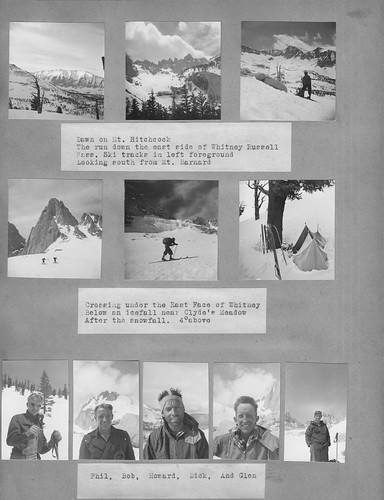 Dawn on Mt. Hitchcock
The run down the east side of Whitney Russell
Pass. Ski tracks in left foreground
Looking south from Mt. Barnard
Crossing under the East Face of Whitney
Below an icefall near Clyde's Meadow
After the snowfall. 4°above
Phil, Bob, Howard, Dick, And Glen